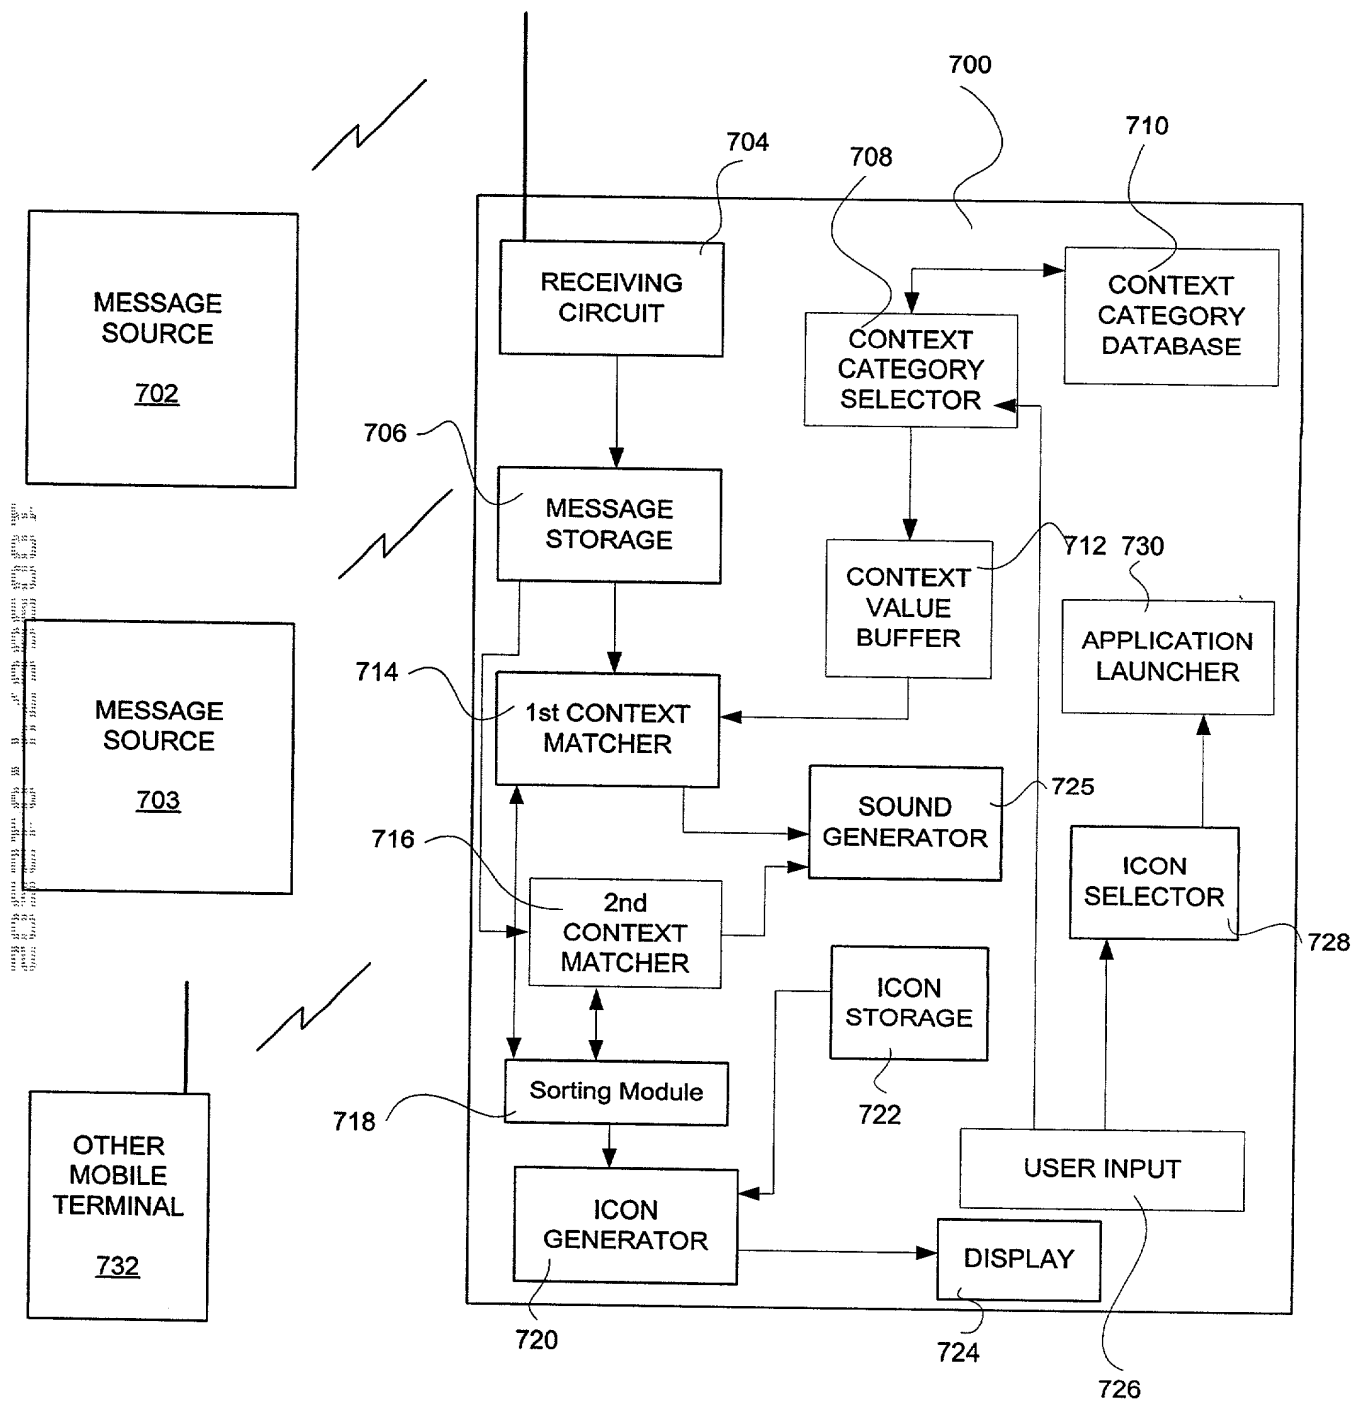 700
710
704
708
MESSAGE
SOURCE
702
RECEIVING
CIRCUIT
CONTEXT
CATEGORY
DATABASE
CONTEXT
CATEGORY
SELECTOR
706
MESSAGE
STORAGE
712
730
CONTEXT
VALUE
BUFFER
APPLICATION
LAUNCHER
714
MESSAGE
SOURCE
703
1st CONTEXT
MATCHER
725
SOUND
GENERATOR
716
2nd
CONTEXT
MATCHER
ICON
SELECTOR
728
ICON
STORAGE
722
Sorting Module
718
OTHER
MOBILE
TERMINAL
732
USER INPUT
ICON
GENERATOR
DISPLAY
720
724
726